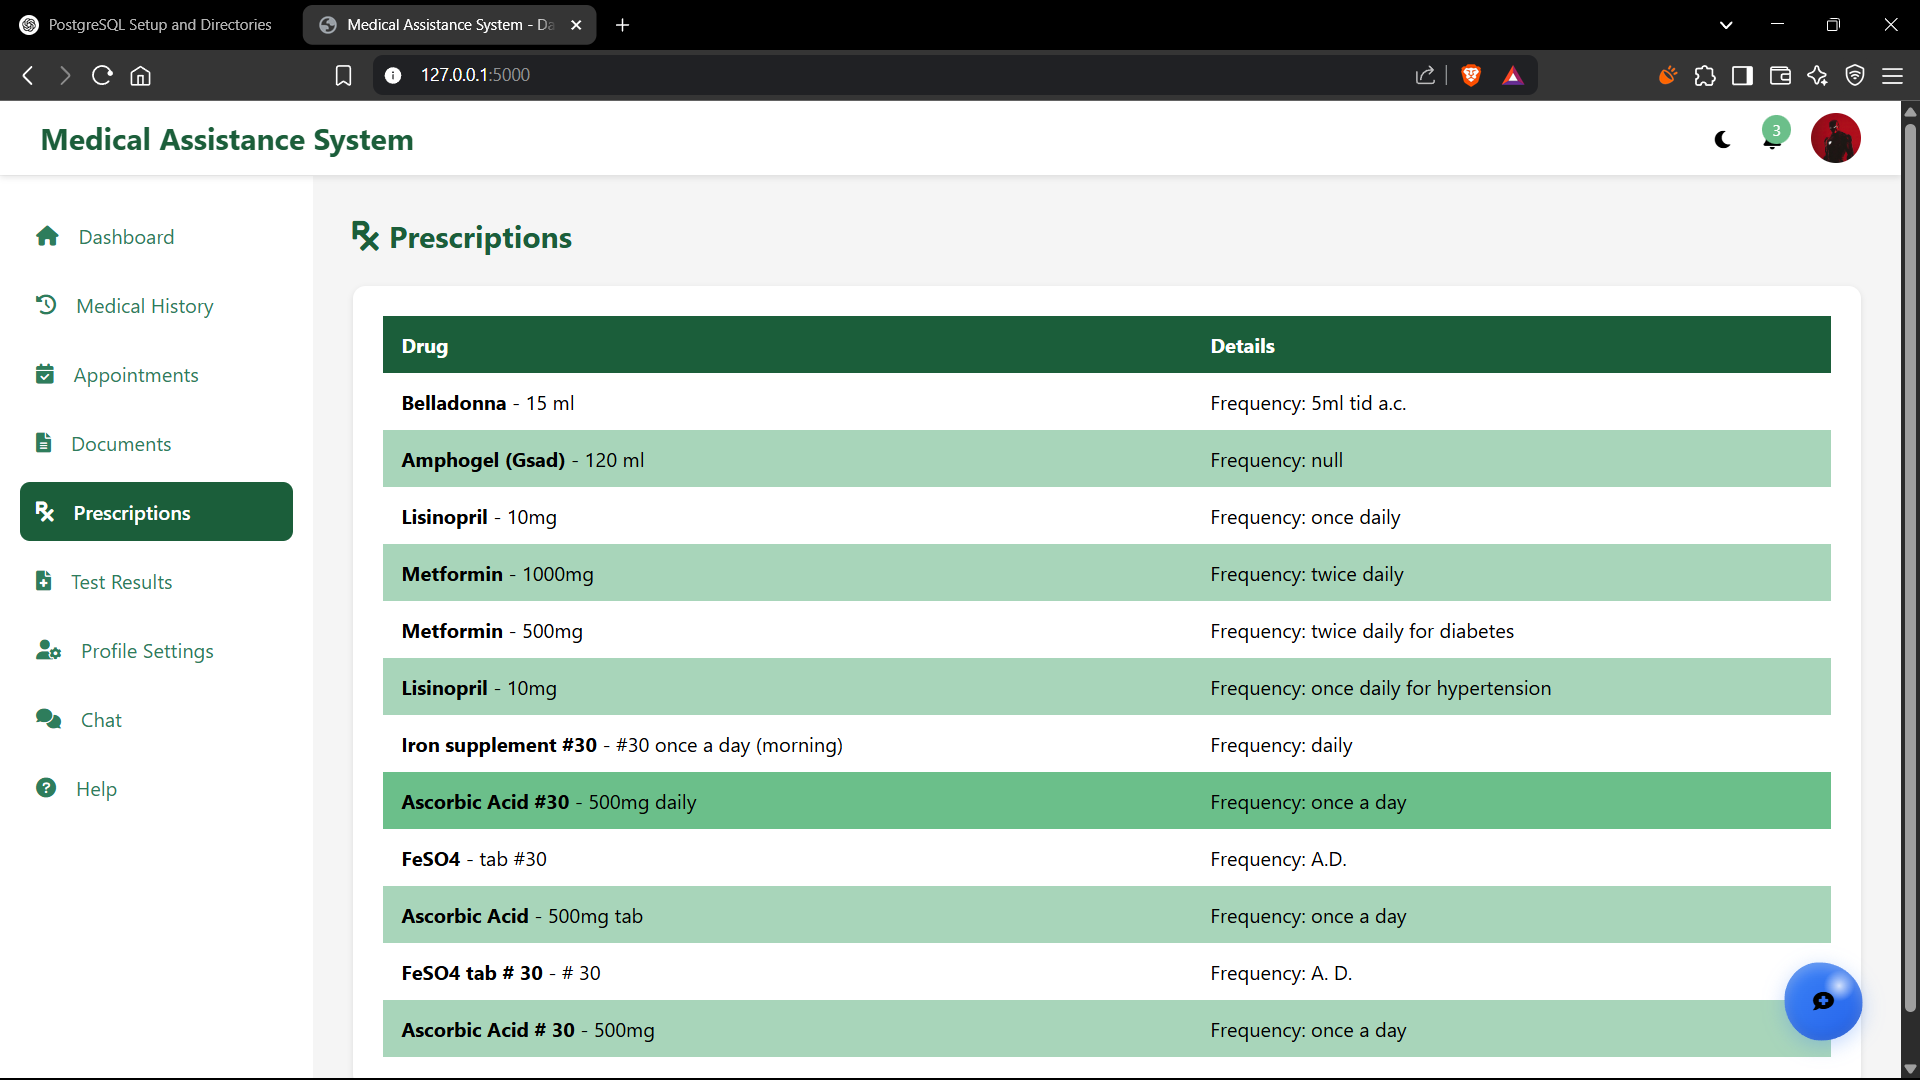 PostgreSQL Setup and Directories
Medical Assistance System - Da
127.0.0.1:5000
Medical Assistance System
3
Dashboard
Medical History
Appointments
Documents
Prescriptions
Test Results
Profile Settings
Chat
Help
Prescriptions
Drug Details
Belladonna - 15 ml Frequency: 5ml tid a.c.
Amphogel (Gsad) - 120 ml Frequency: null
Lisinopril - 10mg Frequency: once daily
Metformin - 1000mg Frequency: twice daily
Metformin - 500mg Frequency: twice daily for diabetes
Lisinopril - 10mg Frequency: once daily for hypertension
Iron supplement #30 - #30 once a day (morning) Frequency: daily
Ascorbic Acid #30 - 500mg daily Frequency: once a day
FeSO4 - tab #30 Frequency: A.D.
Ascorbic Acid - 500mg tab Frequency: once a day
FeSO4 tab # 30 - # 30 Frequency: A. D.
Ascorbic Acid # 30 - 500mg Frequency: once a day